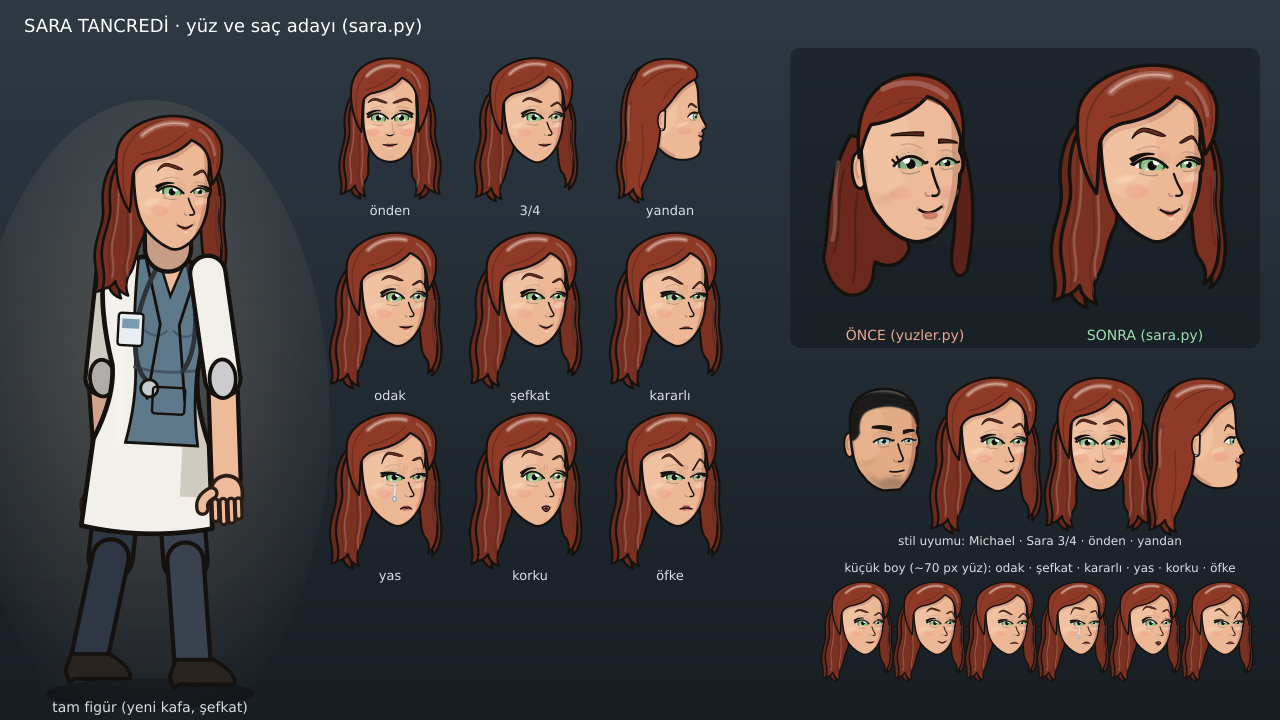 SARA TANCREDİ · yüz ve saç adayı (sara.py)
önden
3/4
yandan
odak
şefkat
kararlı
yas
korku
öfke
tam figür (yeni kafa, şefkat)
ÖNCE (yuzler.py)
SONRA (sara.py)
stil uyumu: Michael · Sara 3/4 · önden · yandan
küçük boy (~70 px yüz): odak · şefkat · kararlı · yas · korku · öfke